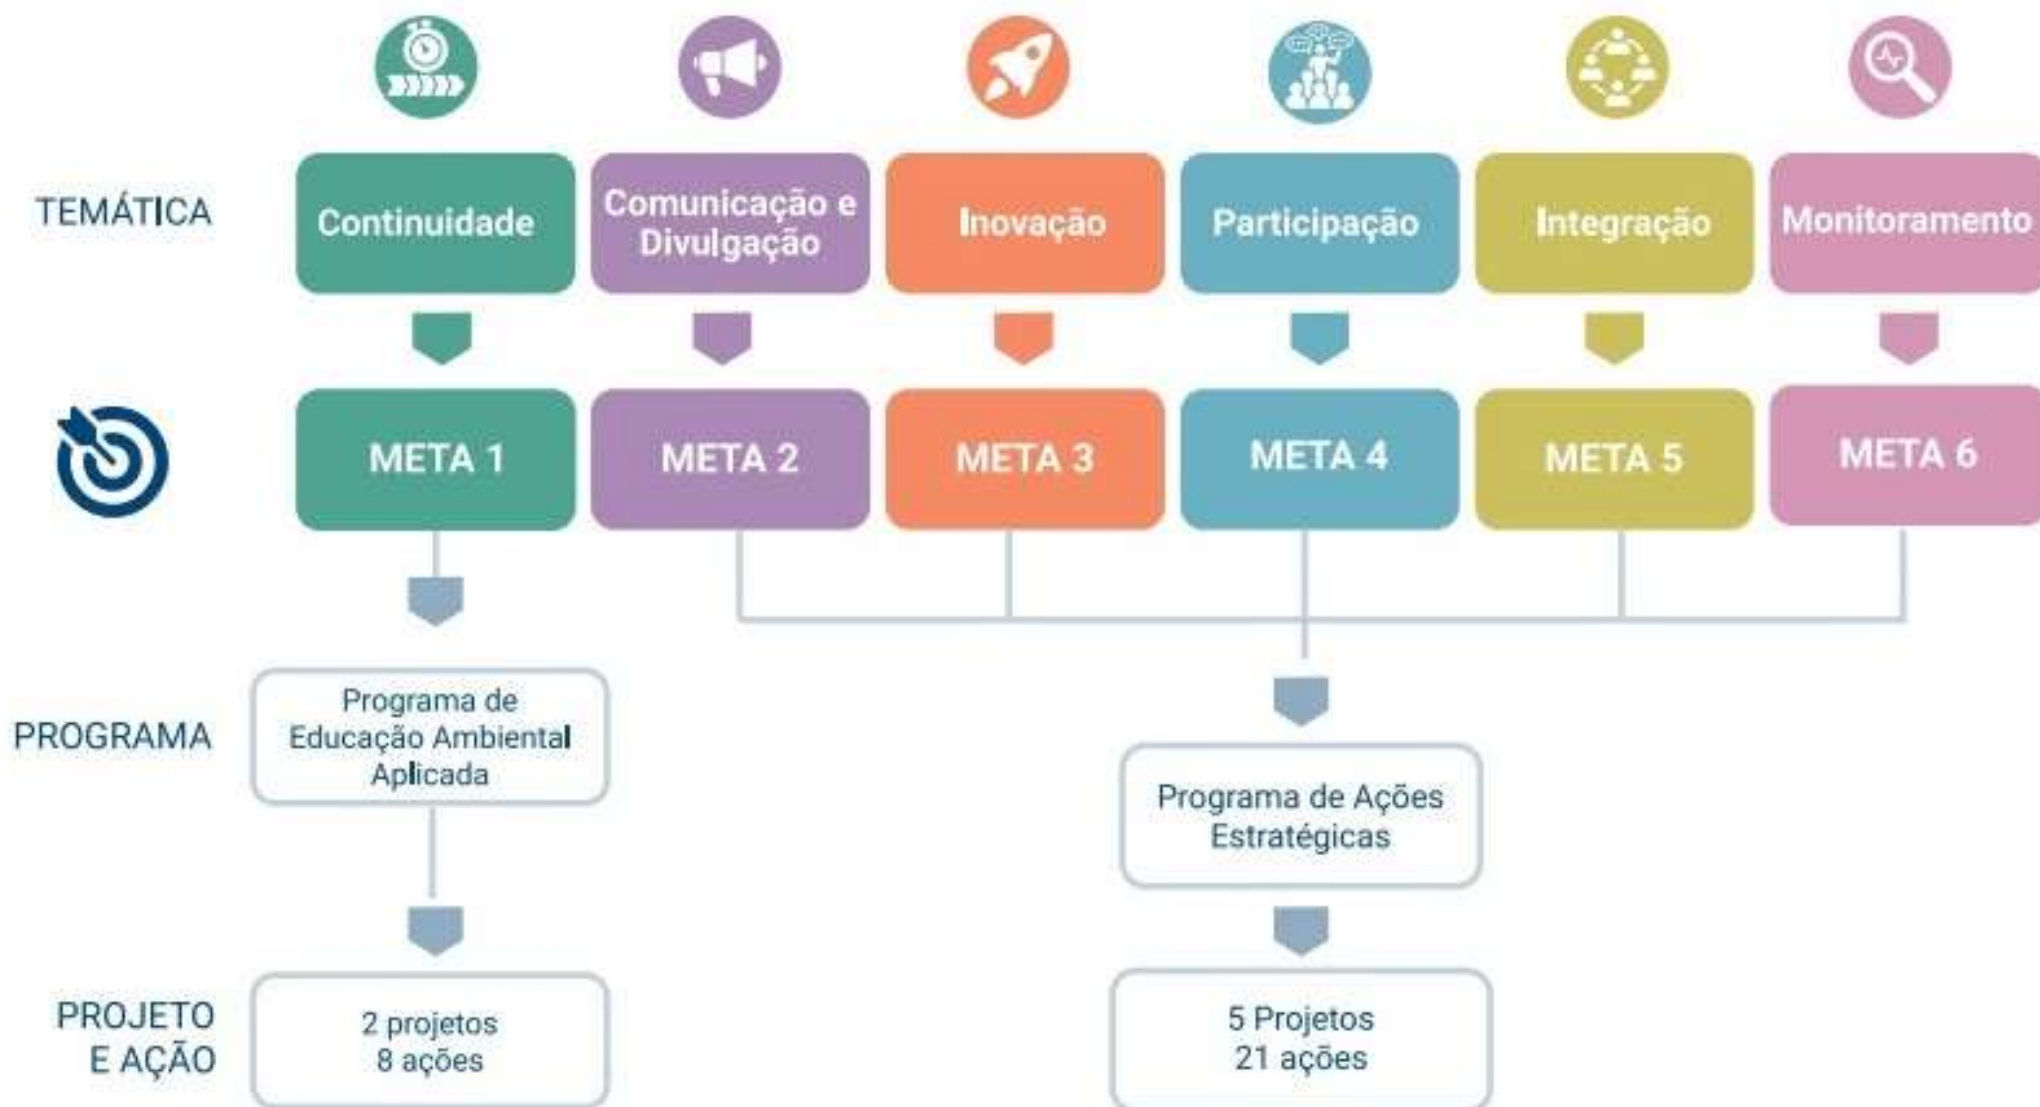 TEMÁTICA
Continuidade
Comunicação e
Divulgação
Inovação
Participação
Integração
Monitoramento
META 1
META 2
META 3
META 4
META 5
META 6
PROGRAMA
Programa de
Educação Ambiental
Aplicada
Programa de Ações
Estratégicas
PROJETO
E AÇÃO
2 projetos
8 ações
5 Projetos
21 ações